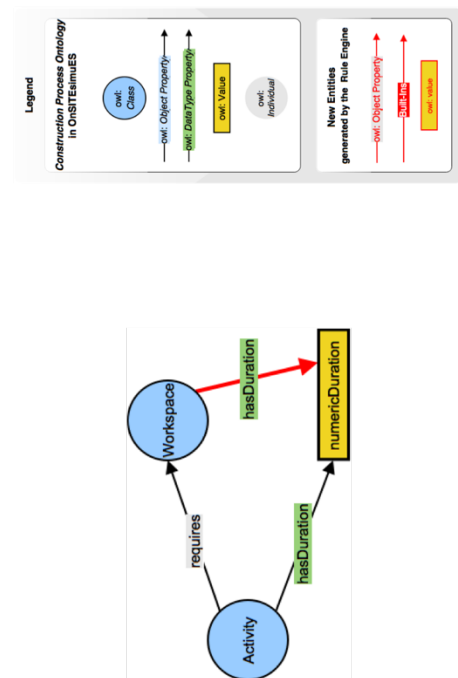 Legend
Construction Process Ontology
in OnSITEsimuES
owl:
Class
owl: Object Property
owl: DataType Property
owl: Value
owl:
Individual
New Entities
generated by the Rule Engine
owl: Object Property
Built-Ins
owl: value
Activity
requires
hasDuration
Workspace
hasDuration
numericDuration